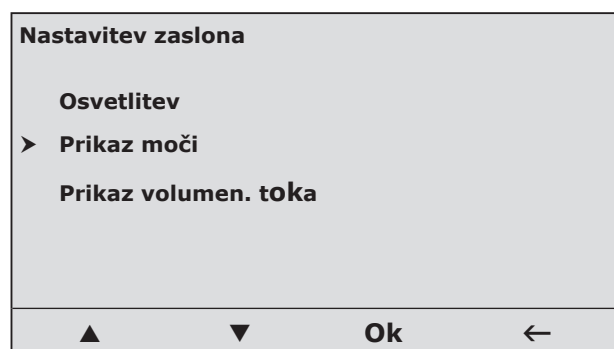 Nastavitev zaslona
Osvetlitev
➤ Prikaz moči
Prikaz volumen. toka
▲ ▼ Ok ←